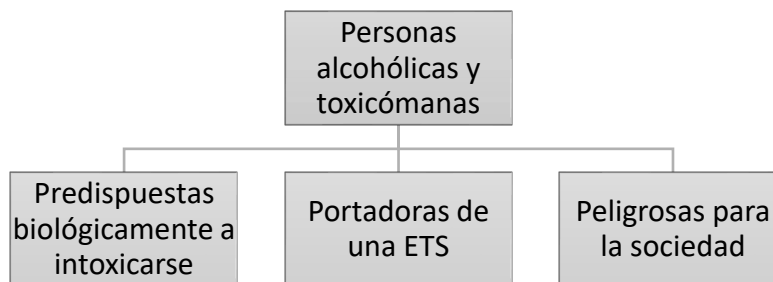 Personas
alcohólicas y
toxicómanas
Predispuestas
biológicamente a
intoxicarse
Portadoras de
una ETS
Peligrosas para
la sociedad